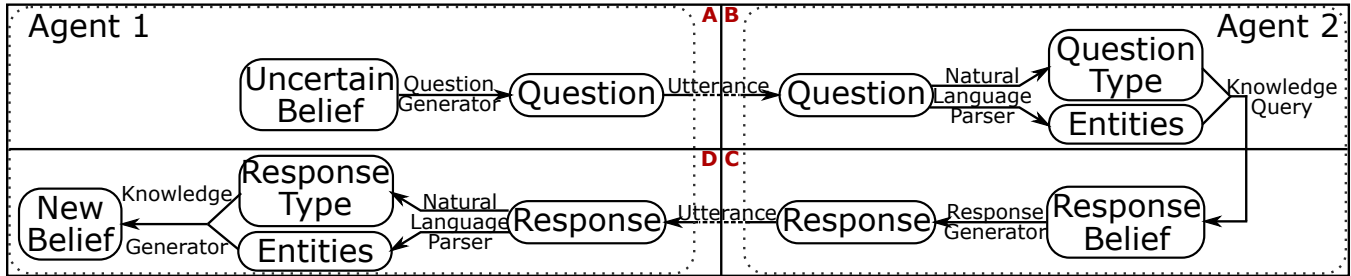 Agent 1
A B
Agent 2
Uncertain
Belief
Question
Generator
Question
Utterance
Question
Natural
Language
Parser
Question
Type
Entities
Knowledge
Query
D C
New
Belief
Knowledge
Generator
Response
Type
Entities
Natural
Language
Parser
Response
Utterance
Response
Response
Generator
Response
Belief